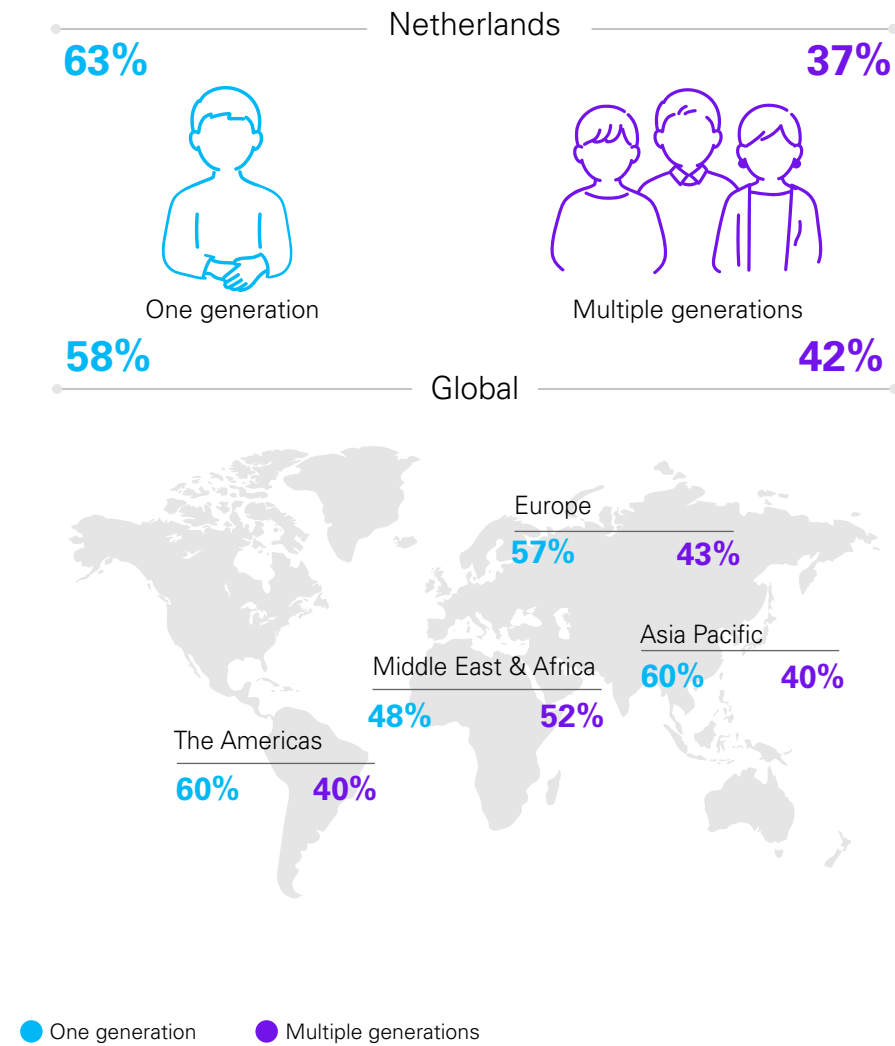 Netherlands
63% 37%
One generation Multiple generations
58% 42%
Global
Europe
57% 43%
Asia Pacific
60% 40%
Middle East & Africa
48% 52%
The Americas
60% 40%
One generation Multiple generations